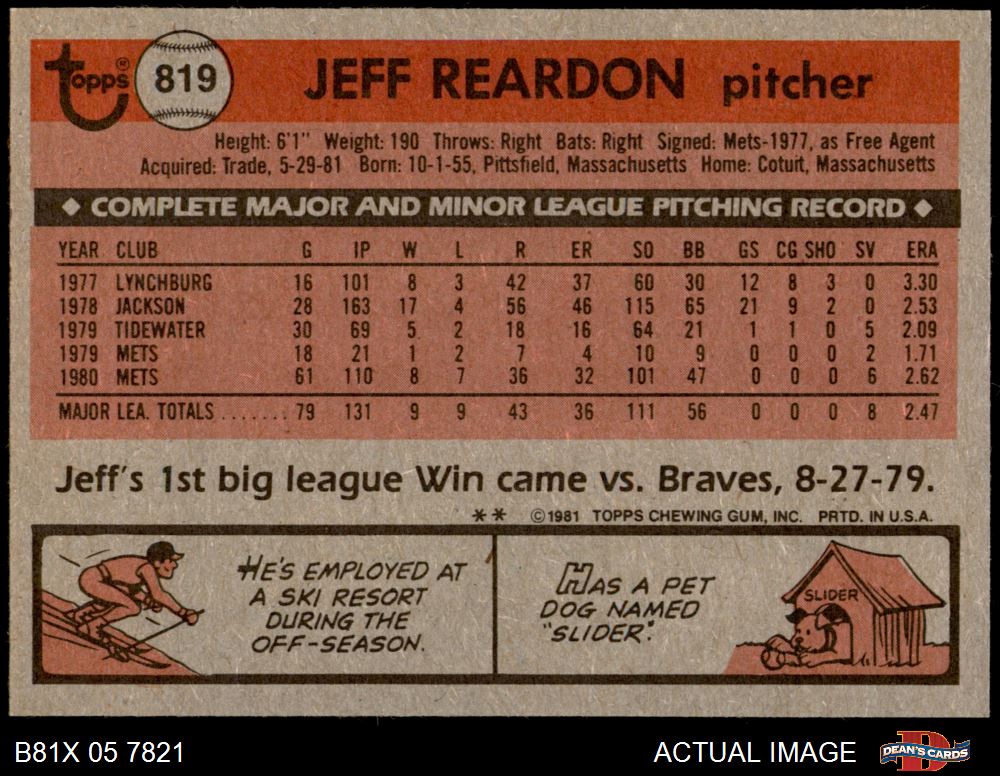 Topps® 819 JEFF REARDON pitcher
Height: 6'1" Weight: 190 Throws: Right Bats: Right Signed: Mets-1977, as Free Agent
Acquired: Trade, 5-29-81 Born: 10-1-55, Pittsfield, Massachusetts Home: Cotuit, Massachusetts
◆ COMPLETE MAJOR AND MINOR LEAGUE PITCHING RECORD ◆
YEAR CLUB G IP W L R ER SO BB GS CG SHO SV ERA
1977 LYNCHBURG 16 101 8 3 42 37 60 30 12 8 3 0 3.30
1978 JACKSON 28 163 17 4 56 46 115 65 21 9 2 0 2.53
1979 TIDEWATER 30 69 5 2 18 16 64 21 1 1 0 5 2.09
1979 METS 18 21 1 2 7 4 10 9 0 0 0 2 1.71
1980 METS 61 110 8 7 36 32 101 47 0 0 0 6 2.62
MAJOR LEA. TOTALS ....... 79 131 9 9 43 36 111 56 0 0 0 8 2.47
Jeff's 1st big league Win came vs. Braves, 8-27-79.
** ©1981 TOPPS CHEWING GUM, INC. PRTD. IN U.S.A.
HE'S EMPLOYED AT
A SKI RESORT
DURING THE
OFF-SEASON.
HAS A PET
DOG NAMED
"SLIDER".
SLIDER
B81X 05 7821 ACTUAL IMAGE DEAN'S CARDS